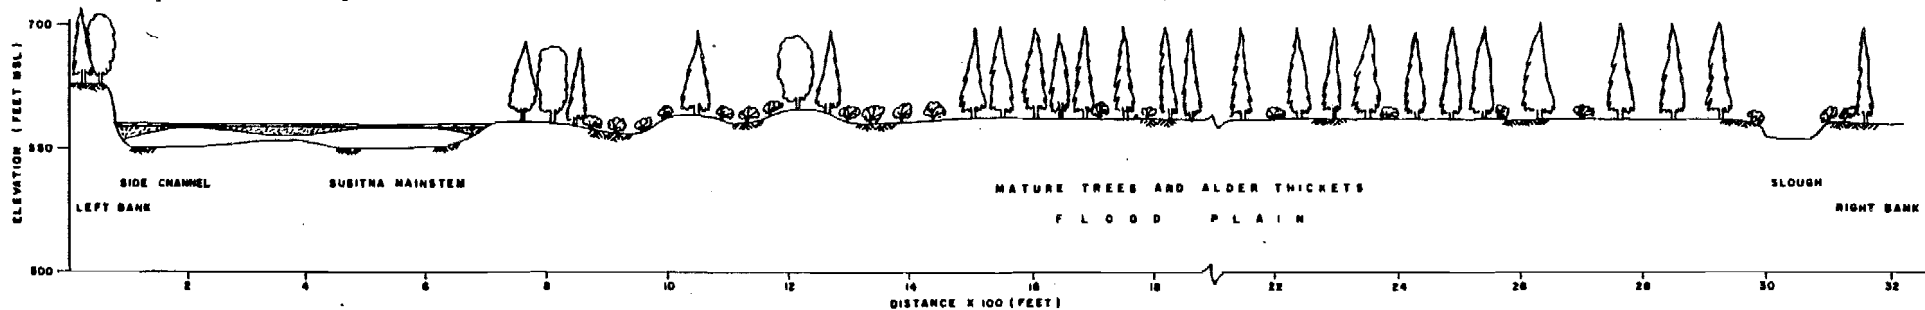 ELEVATION (FEET MSL)
700
650
600
SIDE CHANNEL
SUSITNA MAINSTEM
LEFT BANK
MATURE TREES AND ALDER THICKETS
FLOOD PLAIN
SLOUGH
RIGHT BANK
2 4 6 8 10 12 14 16 18 22 24 26 28 30 32
DISTANCE X 100 (FEET)